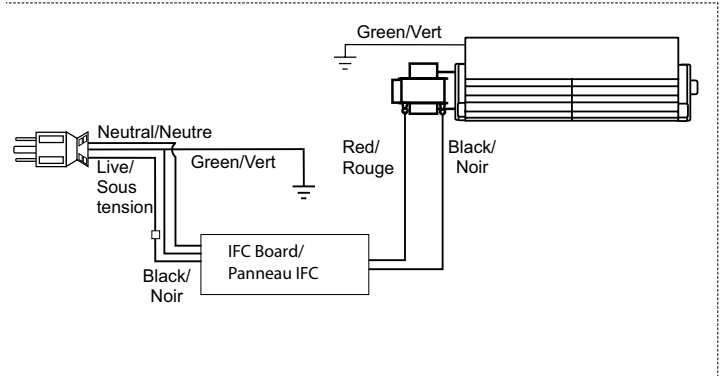 Green/Vert
Neutral/Neutre
Green/Vert
Live/
Sous
tension
Red/
Rouge
Black/
Noir
IFC Board/
Panneau IFC
Black/
Noir